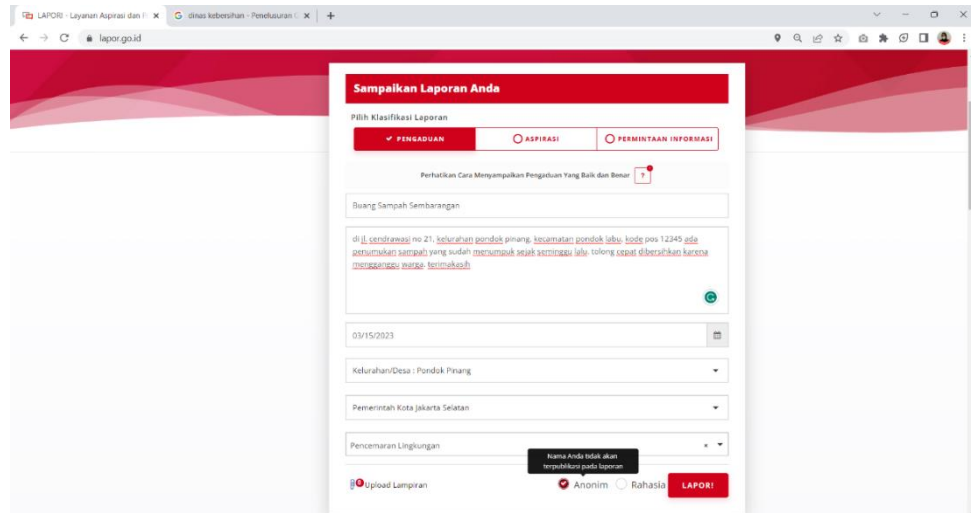 LAPOR! - Layanan Aspirasi dan P
dinas kebersihan - Penelusuran G
lapor.go.id
Sampaikan Laporan Anda
Pilih Klasifikasi Laporan
PENGADUAN
ASPIRASI
PERMINTAAN INFORMASI
Perhatikan Cara Menyampaikan Pengaduan Yang Baik dan Benar ?
Buang Sampah Sembarangan
di jl. cendrawasi no 21, kelurahan pondok pinang, kecamatan pondok labu, kode pos 12345 ada
penumukan sampah yang sudah menumpuk sejak seminggu lalu. tolong cepat dibersihkan karena
mengganggu warga. terimakasih
03/15/2023
Kelurahan/Desa : Pondok Pinang
Pemerintah Kota Jakarta Selatan
Pencemaran Lingkungan
Nama Anda tidak akan
terpublikasi pada laporan
Upload Lampiran
Anonim
Rahasia
LAPOR!